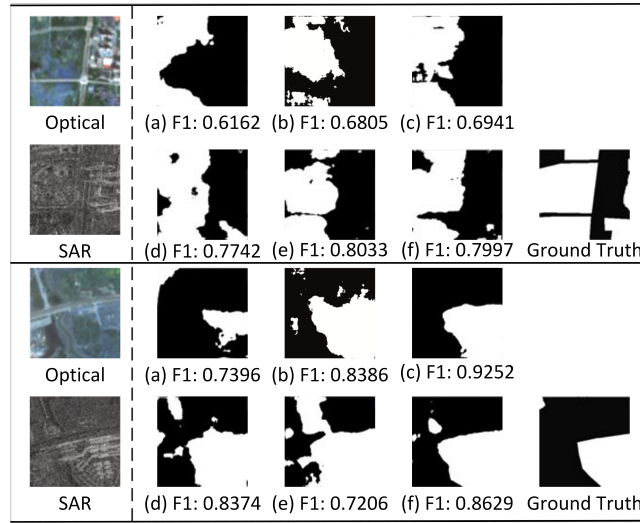 Optical (a) F1: 0.6162 (b) F1: 0.6805 (c) F1: 0.6941
SAR (d) F1: 0.7742 (e) F1: 0.8033 (f) F1: 0.7997 Ground Truth
Optical (a) F1: 0.7396 (b) F1: 0.8386 (c) F1: 0.9252
SAR (d) F1: 0.8374 (e) F1: 0.7206 (f) F1: 0.8629 Ground Truth